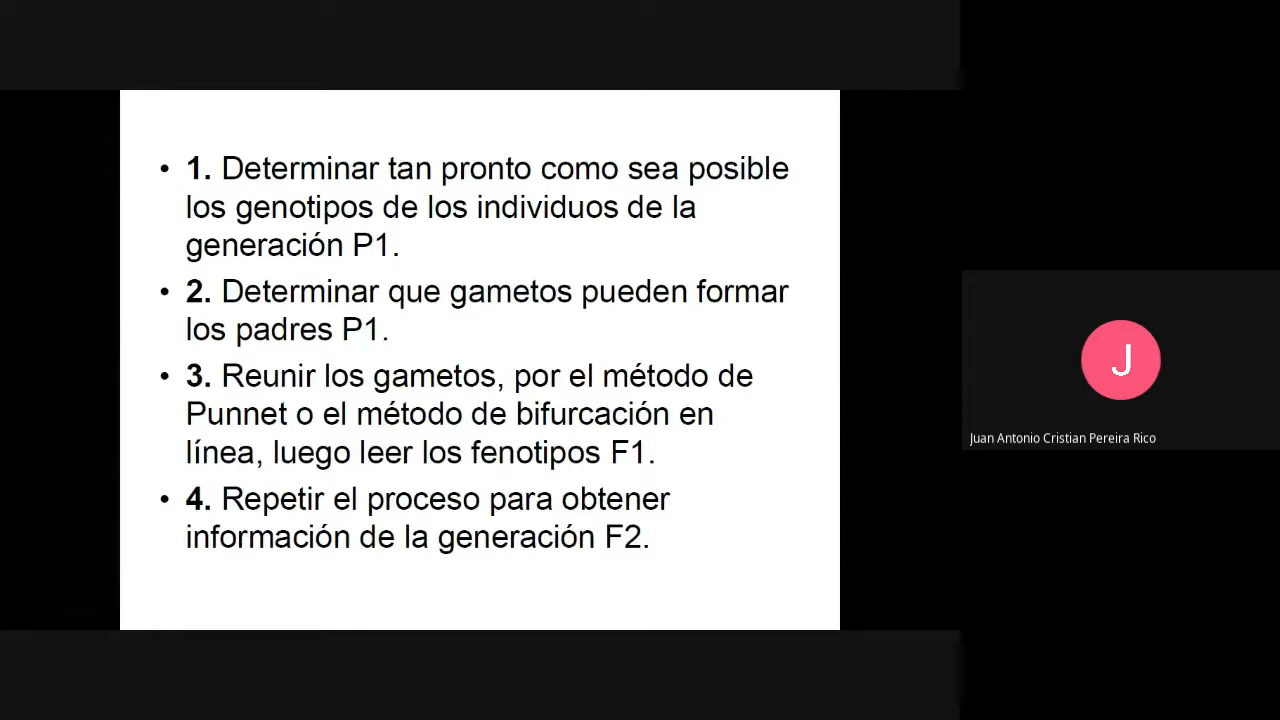 • 1. Determinar tan pronto como sea posible
los genotipos de los individuos de la
generación P1.
• 2. Determinar que gametos pueden formar
los padres P1.
• 3. Reunir los gametos, por el método de
Punnet o el método de bifurcación en
línea, luego leer los fenotipos F1.
• 4. Repetir el proceso para obtener
información de la generación F2.
J
Juan Antonio Cristian Pereira Rico